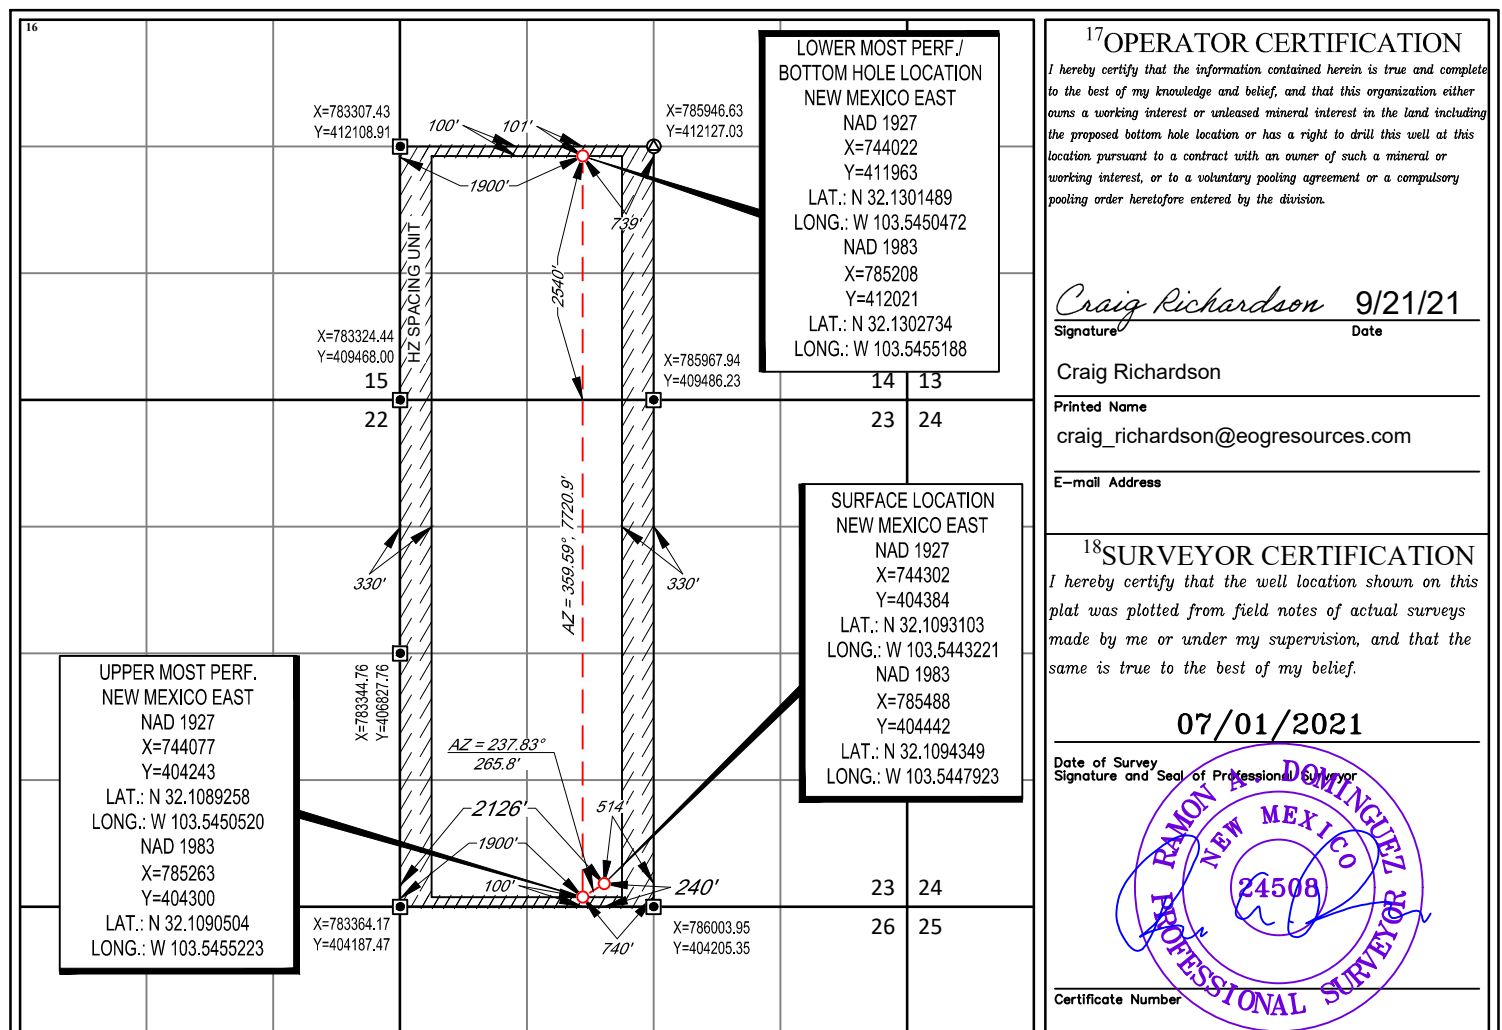 16
X=783307.43
Y=412108.91
100'
101'
X=785946.63
Y=412127.03
1900'
739'
HZ SPACING UNIT
2540'
X=783324.44
Y=409468.00
X=785967.94
Y=409486.23
15
14
13
22
23
24
LOWER MOST PERF./
BOTTOM HOLE LOCATION
NEW MEXICO EAST
NAD 1927
X=744022
Y=411963
LAT.: N 32.1301489
LONG.: W 103.5450472
NAD 1983
X=785208
Y=412021
LAT.: N 32.1302734
LONG.: W 103.5455188
AZ = 359.59°, 7720.9'
330'
330'
SURFACE LOCATION
NEW MEXICO EAST
NAD 1927
X=744302
Y=404384
LAT.: N 32.1093103
LONG.: W 103.5443221
NAD 1983
X=785488
Y=404442
LAT.: N 32.1094349
LONG.: W 103.5447923
X=783344.76
Y=406827.76
UPPER MOST PERF.
NEW MEXICO EAST
NAD 1927
X=744077
Y=404243
LAT.: N 32.1089258
LONG.: W 103.5450520
NAD 1983
X=785263
Y=404300
LAT.: N 32.1090504
LONG.: W 103.5455223
AZ = 237.83°
265.8'
2126'
514'
1900'
100'
240'
740'
23
24
26
25
X=783364.17
Y=404187.47
X=786003.95
Y=404205.35
17 OPERATOR CERTIFICATION
I hereby certify that the information contained herein is true and complete
to the best of my knowledge and belief, and that this organization either
owns a working interest or unleased mineral interest in the land including
the proposed bottom hole location or has a right to drill this well at this
location pursuant to a contract with an owner of such a mineral or
working interest, or to a voluntary pooling agreement or a compulsory
pooling order heretofore entered by the division.
Craig Richardson 9/21/21
Signature Date
Craig Richardson
Printed Name
craig_richardson@eogresources.com
E-mail Address
18 SURVEYOR CERTIFICATION
I hereby certify that the well location shown on this
plat was plotted from field notes of actual surveys
made by me or under my supervision, and that the
same is true to the best of my belief.
07/01/2021
Date of Survey
Signature and Seal of Professional Surveyor
RAMON A. DOMINGUEZ
NEW MEXICO
24508
PROFESSIONAL SURVEYOR
Certificate Number